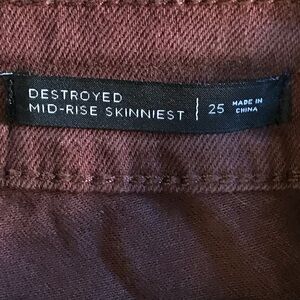 DESTROYED
MID-RISE SKINNIEST | 25 MADE IN
CHINA